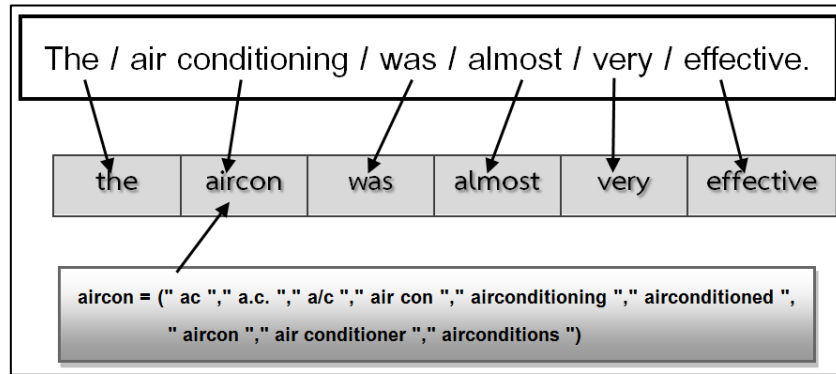 The / air conditioning / was / almost / very / effective.
the aircon was almost very effective
aircon = (" ac "," a.c. "," a/c "," air con "," airconditioning "," airconditioned ",
" aircon "," air conditioner "," airconditions ")